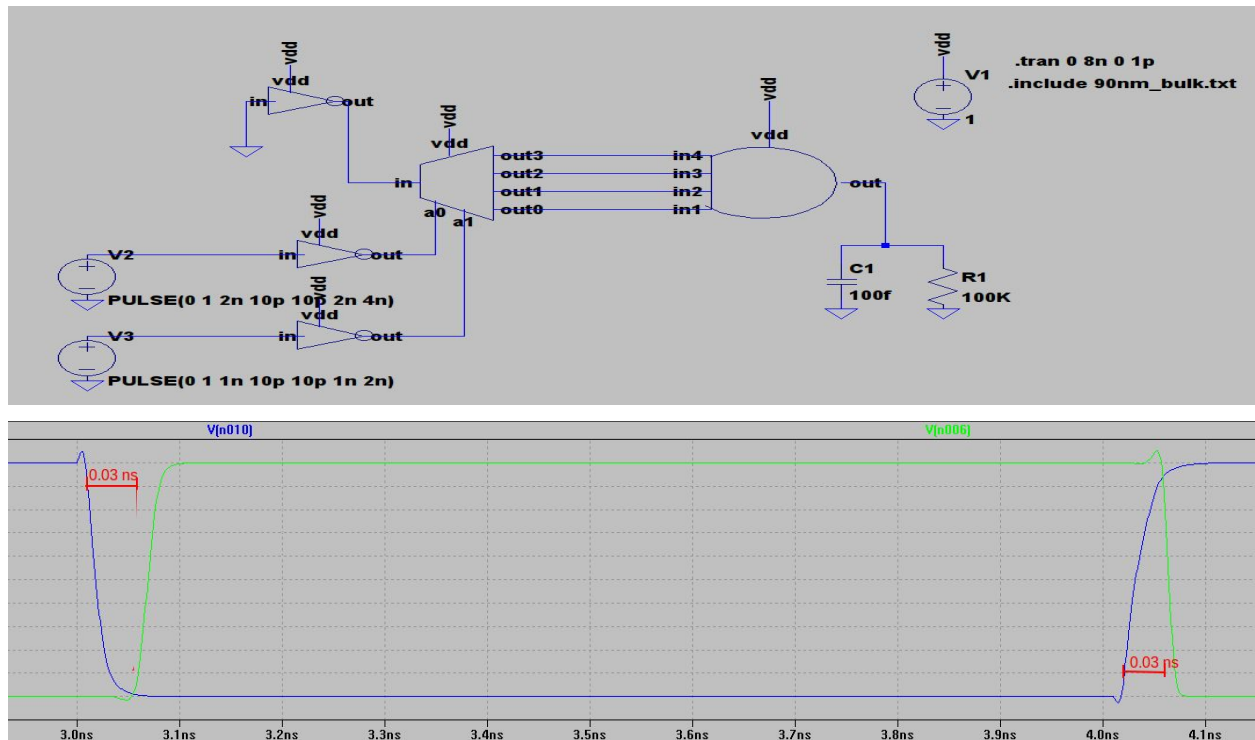 vdd
vdd
in
out
vdd
vdd
in
a0
a1
out3
out2
out1
out0
in4
in3
in2
in1
vdd
vdd
out
vdd
V1
1
.tran 0 8n 0 1p
.include 90nm_bulk.txt
C1
100f
R1
100K
V2
vdd
vdd
in
out
PULSE(0 1 2n 10p 10p 2n 4n)
V3
vdd
vdd
in
out
PULSE(0 1 1n 10p 10p 1n 2n)
V(n010)
V(n006)
0.03 ns
0.03 ns
3.0ns
3.1ns
3.2ns
3.3ns
3.4ns
3.5ns
3.6ns
3.7ns
3.8ns
3.9ns
4.0ns
4.1ns